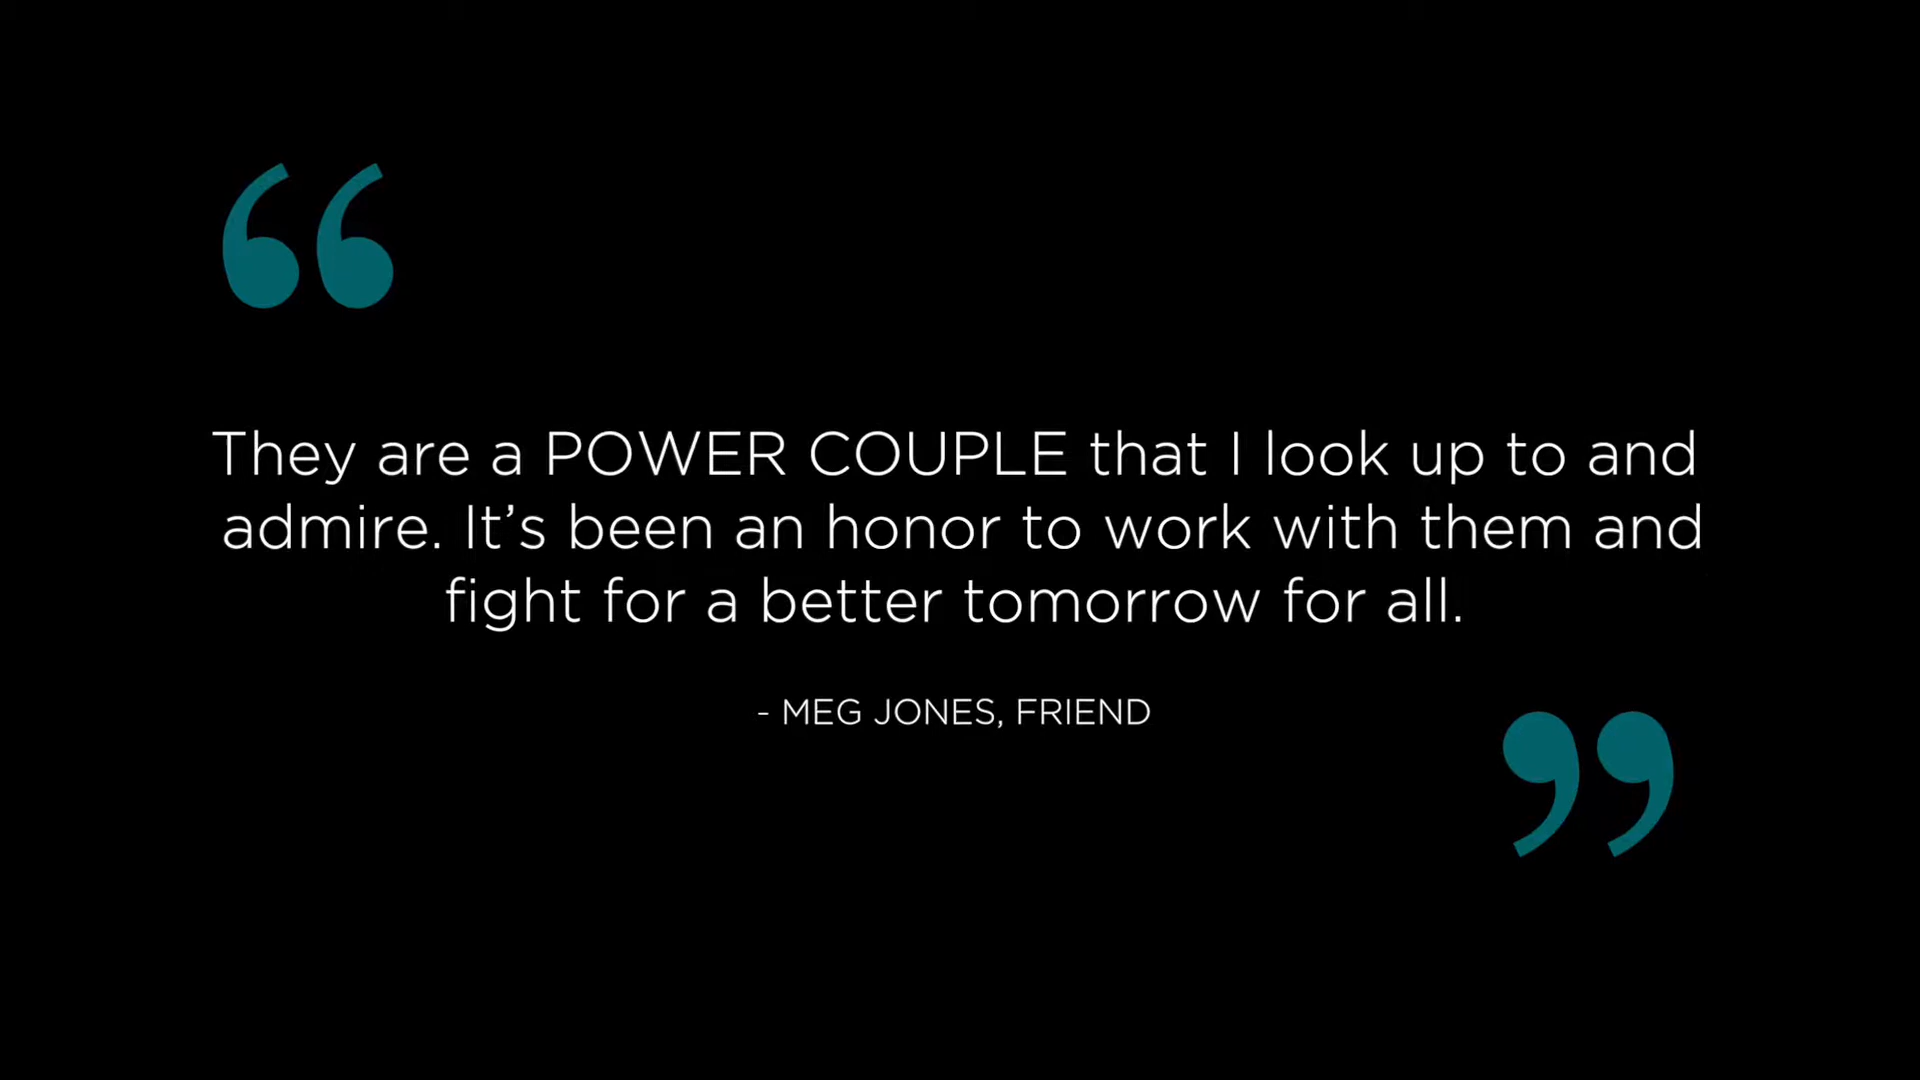 “
They are a POWER COUPLE that I look up to and
admire. It’s been an honor to work with them and
fight for a better tomorrow for all.
- MEG JONES, FRIEND
”